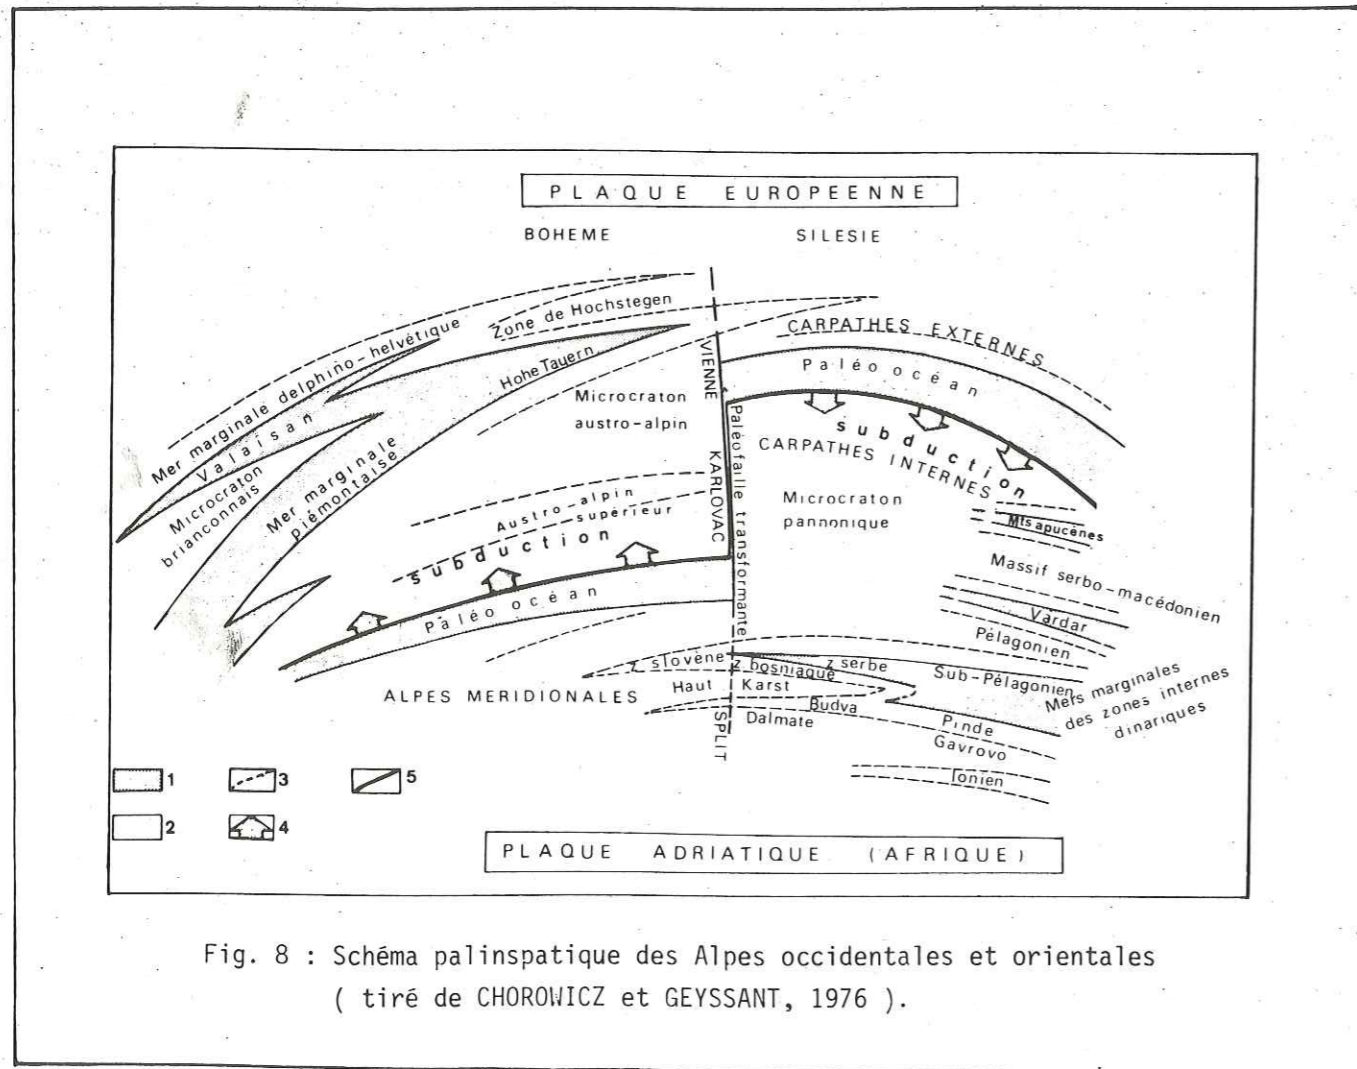 PLAQUE EUROPEENNE
BOHEME
SILESIE
Mer marginale delphino-helvétique
Zone de Hochstegen
CARPATHES EXTERNES
Valaisan
Hohe Tauern
VIENNE
Paléo océan
Microcraton
briançonnais
Mer marginale
piémontaise
Microcraton
austro-alpin
KARLOVAC
Paléofaille transformante
subduction
CARPATHES INTERNES
Microcraton
pannonique
Austro-alpin
supérieur
subduction
Paléo océan
Mts apucènes
Massif serbo-macédonien
Vardar
Pélagonien
Sub-Pélagonien
Mers marginales
des zones internes
dinariques
z slovène
z bosniaque
z serbe
ALPES MERIDIONALES
Haut Karst
Budva
Dalmate
SPLIT
Pinde
Gavrovo
Ionien
1
3
5
2
4
PLAQUE ADRIATIQUE (AFRIQUE)
Fig. 8 : Schéma palinspatique des Alpes occidentales et orientales
( tiré de CHOROWICZ et GEYSSANT, 1976 ).